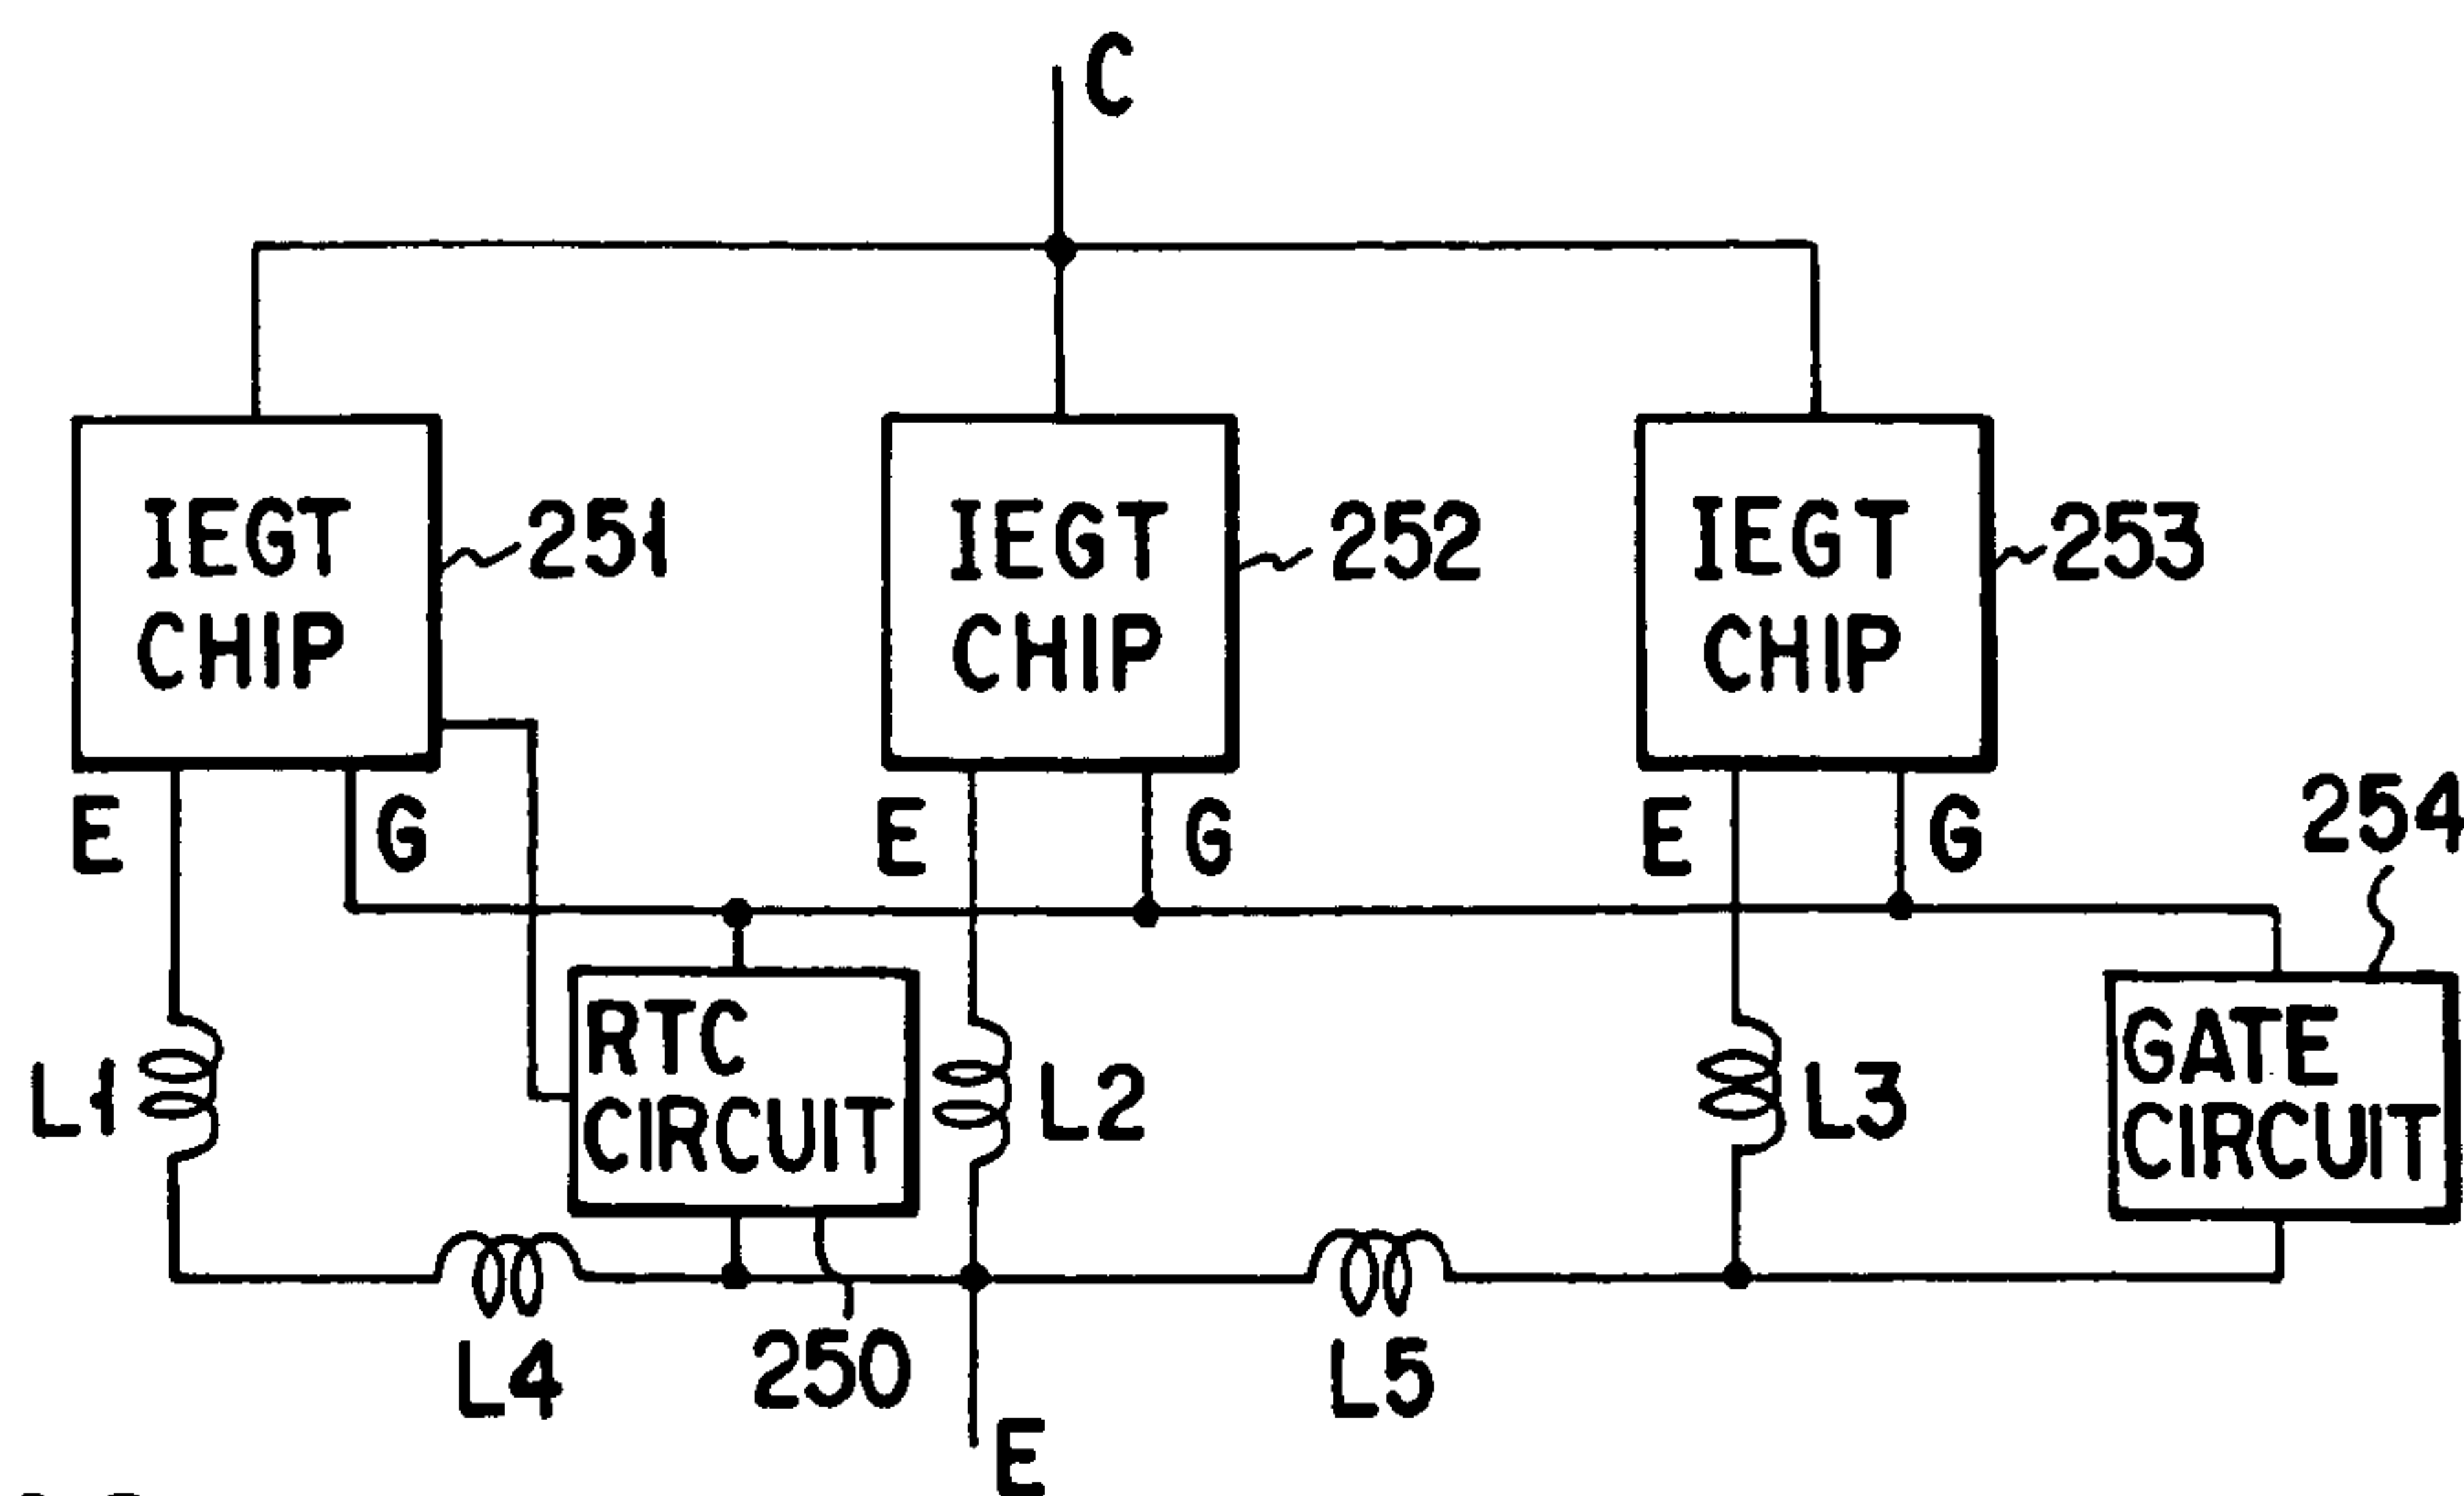 C
IEGT
CHIP
251
IEGT
CHIP
252
IEGT
CHIP
253
E
G
E
G
E
G
254
RTC
CIRCUIT
GATE
CIRCUIT
L1
L2
L3
L4
250
L5
E